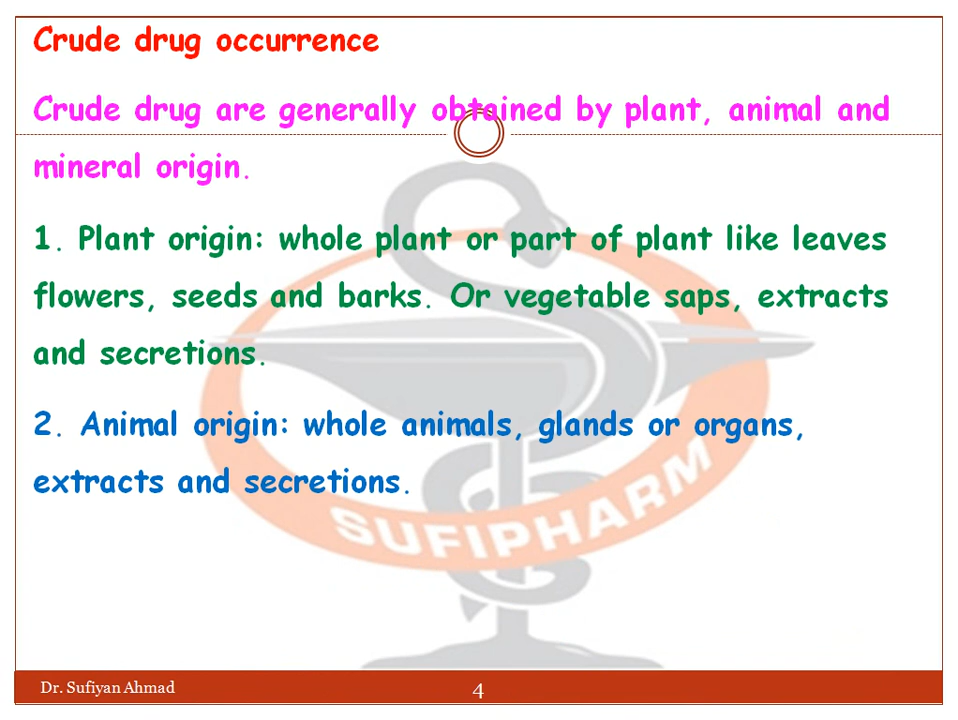 Crude drug occurrence
Crude drug are generally obtained by plant, animal and
mineral origin.
1. Plant origin: whole plant or part of plant like leaves
flowers, seeds and barks. Or vegetable saps, extracts
and secretions.
2. Animal origin: whole animals, glands or organs,
extracts and secretions.
SUFIPHARM
Dr. Sufiyan Ahmad
4